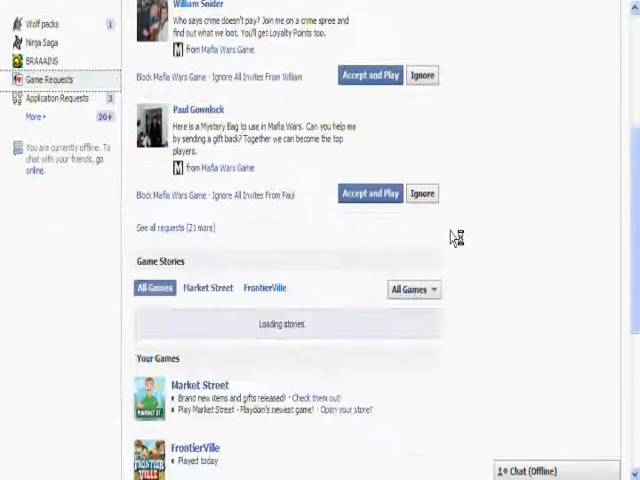 Wolf packs 1
Ninja Saga
BRAAAINS
Game Requests
Application Requests 3
More 20+
You are currently offline. To
chat with your friends, go
online.
William Snider
Who says crime doesn't pay? Join me on a crime spree and
find out what we loot. You'll get Loyalty Points too.
M from Mafia Wars Game
Block Mafia Wars Game · Ignore All Invites From William
Accept and Play Ignore
Paul Gownlock
Here is a Mystery Bag to use in Mafia Wars. Can you help me
by sending a gift back? Together we can become the top
players.
M from Mafia Wars Game
Block Mafia Wars Game · Ignore All Invites From Paul
Accept and Play Ignore
See all requests (21 more)
Game Stories
All Games Market Street FrontierVille All Games
Loading stories.
Your Games
Market Street
Brand new items and gifts released! · Check them out!
Play Market Street - Playdom's newest game! · Open your store!
MARKET ST.
FrontierVille
Played today
FRONTIER
VILLE
Chat (Offline)